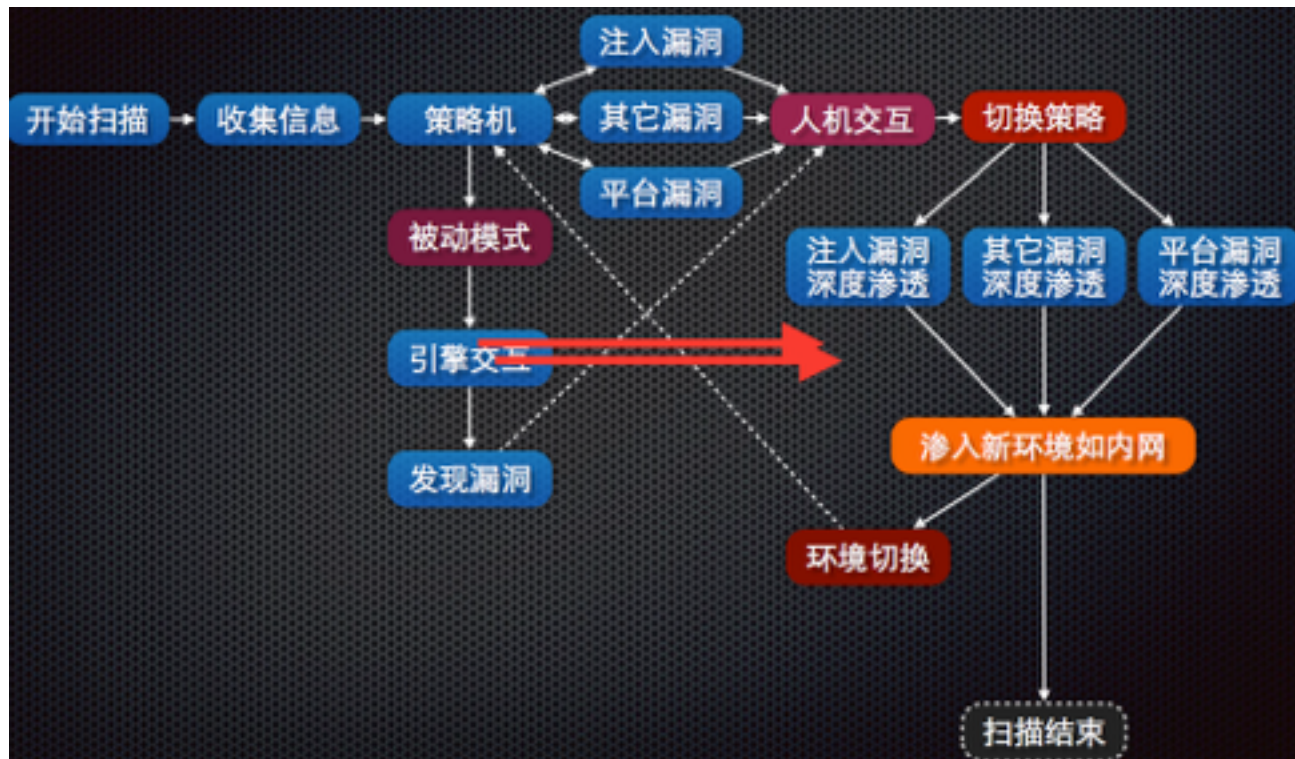 注入漏洞
开始扫描
收集信息
策略机
其它漏洞
人机交互
切换策略
平台漏洞
被动模式
注入漏洞
深度渗透
其它漏洞
深度渗透
平台漏洞
深度渗透
引擎交互
渗入新环境如内网
发现漏洞
环境切换
扫描结束